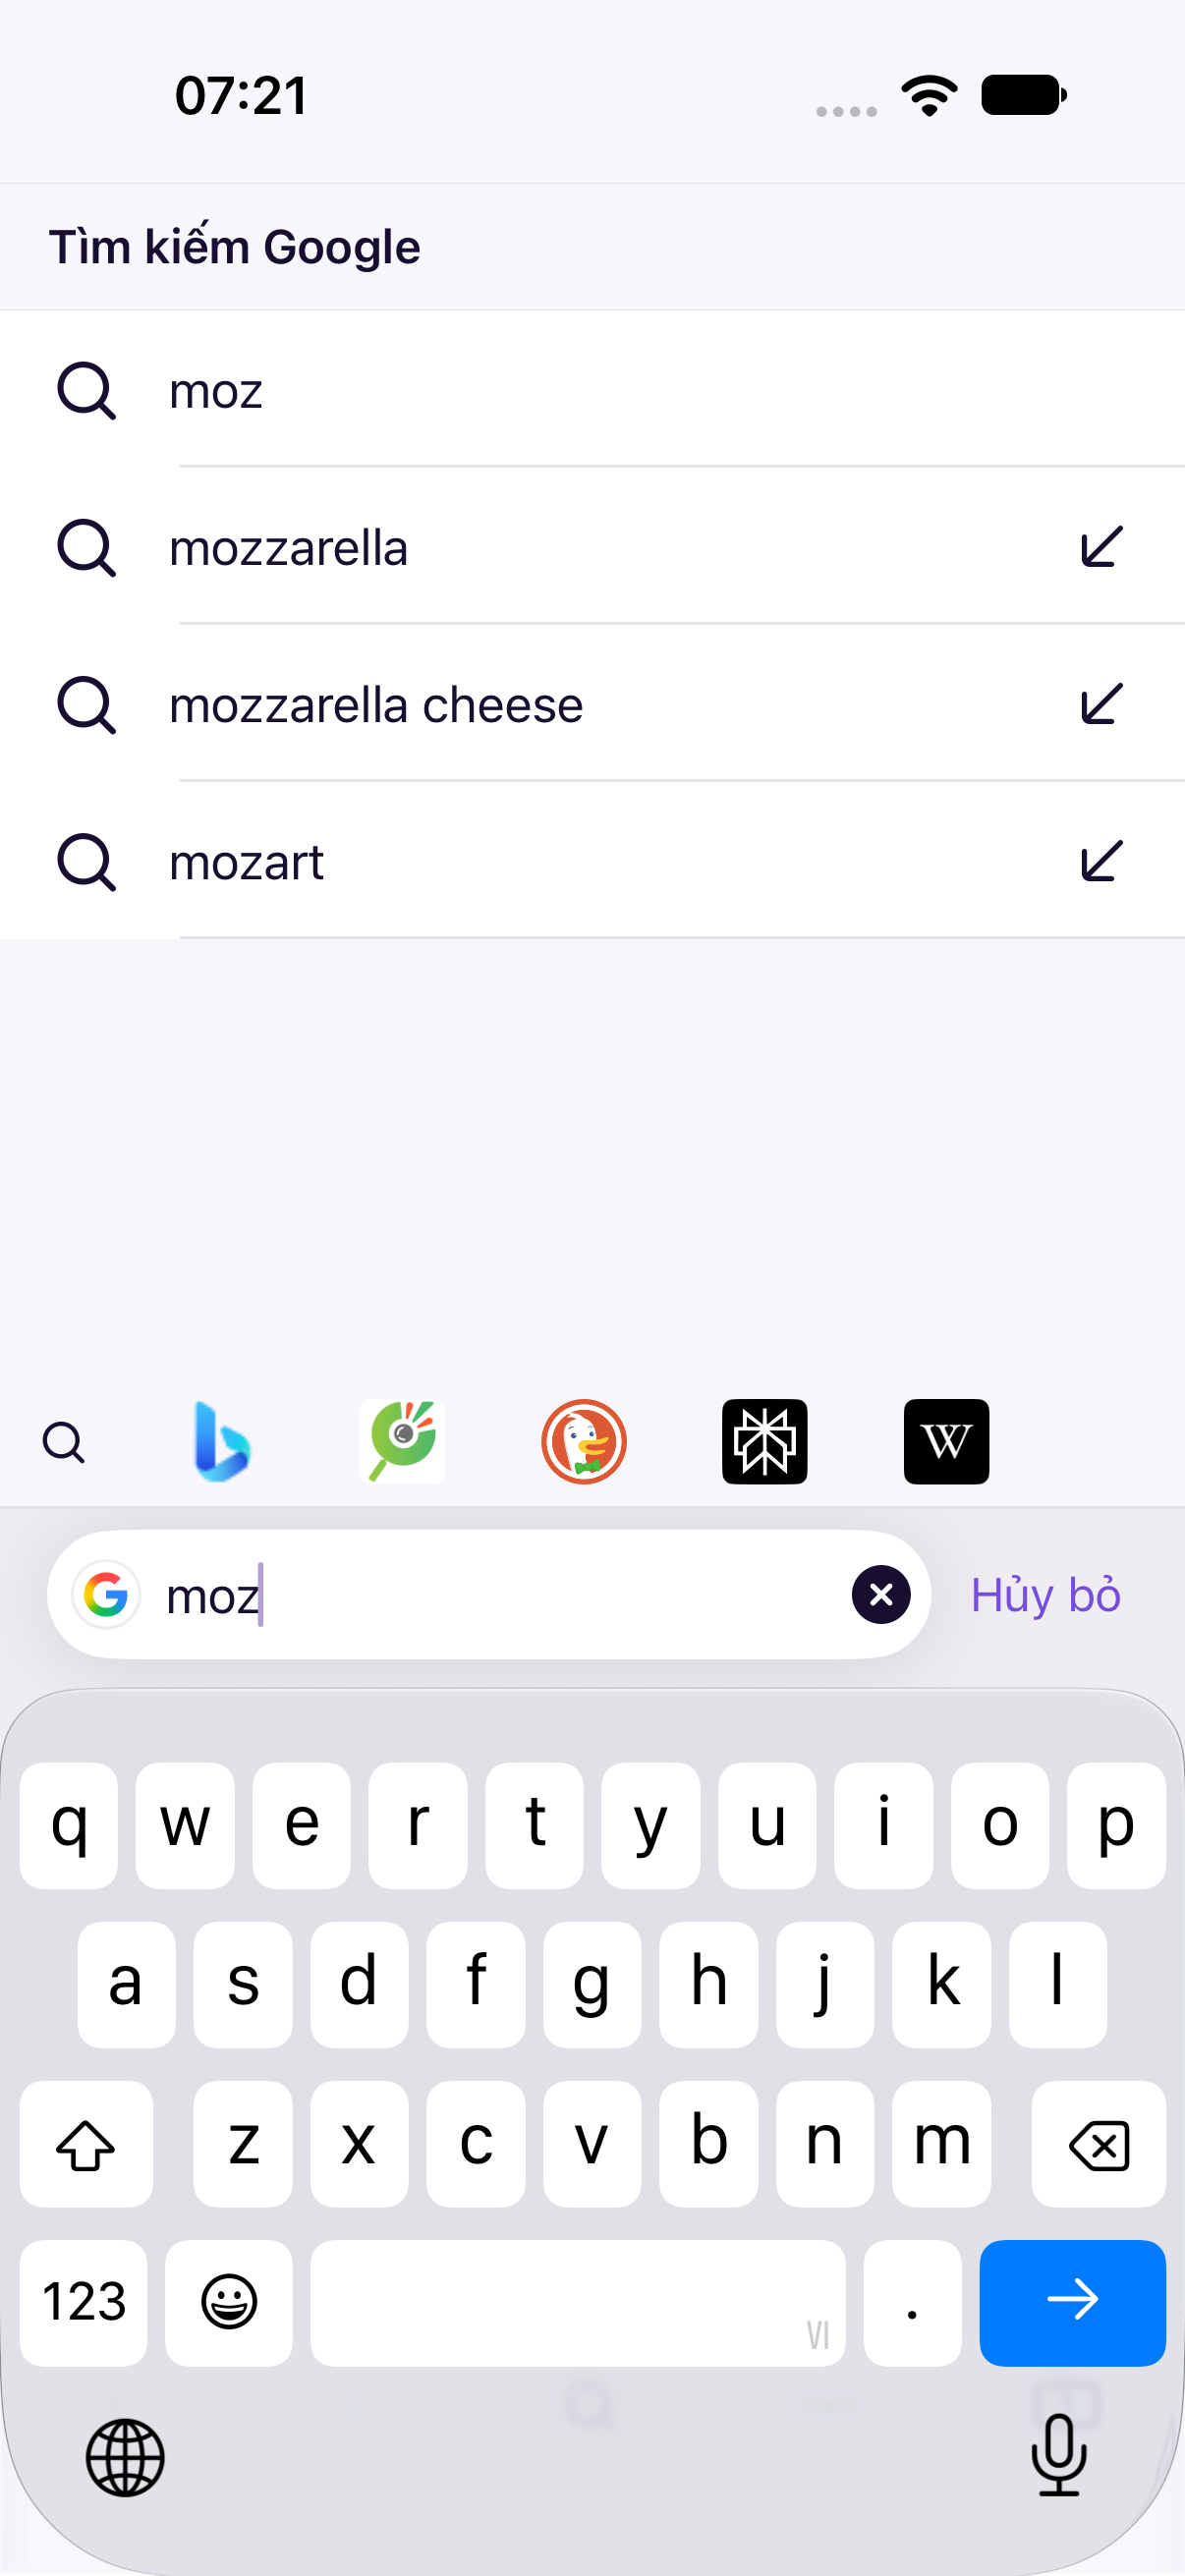 07:21
Tìm kiếm Google
moz
mozzarella
mozzarella cheese
mozart
W
moz
Hủy bỏ
q w e r t y u i o p
a s d f g h j k l
z x c v b n m
123 VI .